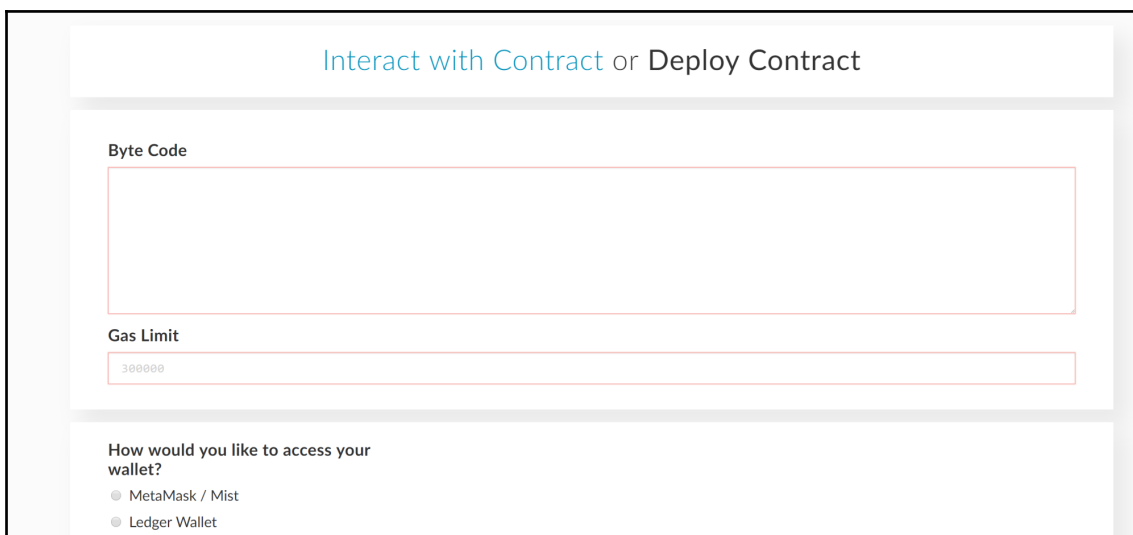 Interact with Contract or Deploy Contract
Byte Code
Gas Limit
300000
How would you like to access your
wallet?
MetaMask / Mist
Ledger Wallet